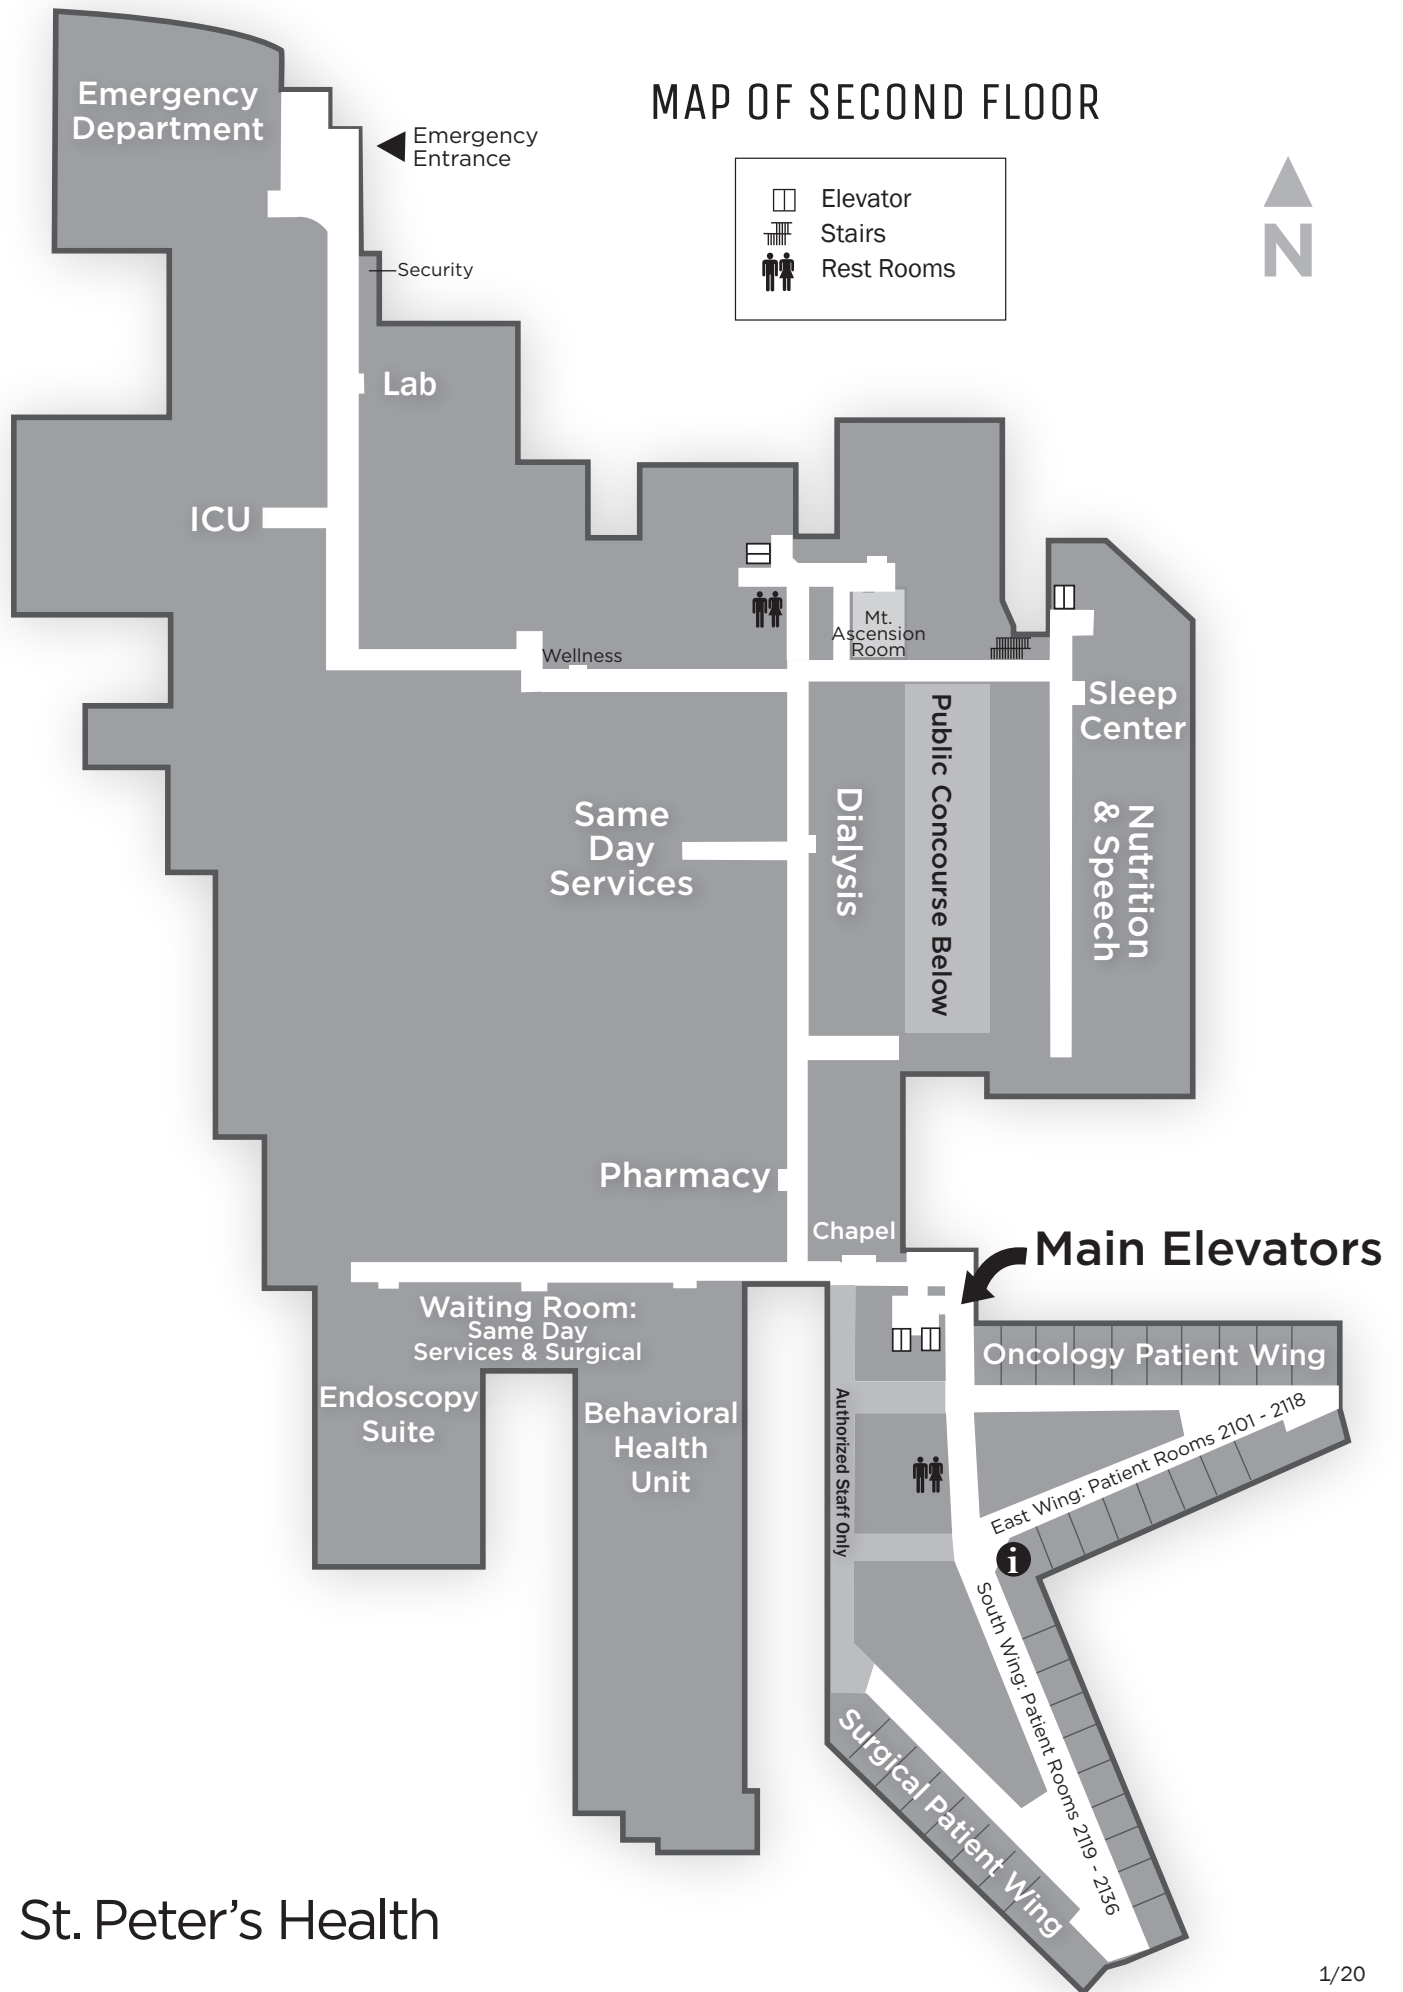 MAP OF SECOND FLOOR
Emergency
Department
Emergency
Entrance
Elevator
Stairs
Rest Rooms
N
Security
Lab
ICU
Mt.
Ascension
Room
Wellness
Sleep
Center
Public Concourse Below
Same
Day
Services
Dialysis
Nutrition
& Speech
Pharmacy
Chapel
Main Elevators
Waiting Room:
Same Day
Services & Surgical
Oncology Patient Wing
Endoscopy
Suite
Behavioral
Health
Unit
Authorized Staff Only
East Wing: Patient Rooms 2101 - 2118
i
South Wing: Patient Rooms 2119 - 2136
Surgical Patient Wing
St. Peter’s Health
1/20